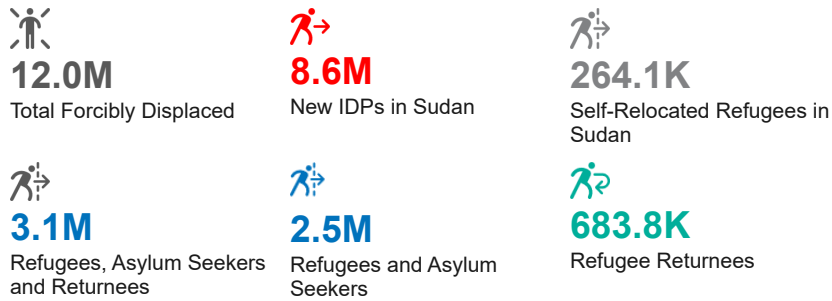 12.0M
Total Forcibly Displaced
8.6M
New IDPs in Sudan
264.1K
Self-Relocated Refugees in
Sudan
3.1M
Refugees, Asylum Seekers
and Returnees
2.5M
Refugees and Asylum
Seekers
683.8K
Refugee Returnees